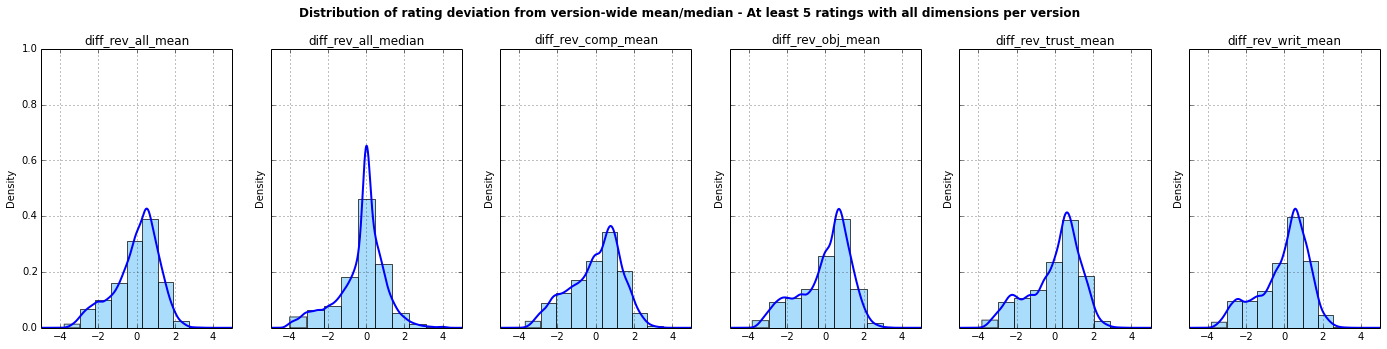 Distribution of rating deviation from version-wide mean/median - At least 5 ratings with all dimensions per version
diff_rev_all_mean
diff_rev_all_median
diff_rev_comp_mean
diff_rev_obj_mean
diff_rev_trust_mean
diff_rev_writ_mean
1.0
0.8
0.6
0.4
0.2
0.0
Density
Density
Density
Density
Density
Density
−4 −2 0 2 4
−4 −2 0 2 4
−4 −2 0 2 4
−4 −2 0 2 4
−4 −2 0 2 4
−4 −2 0 2 4